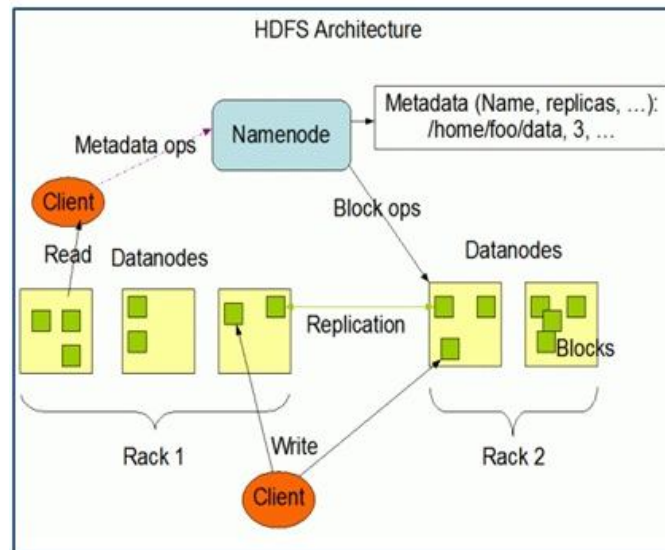 HDFS Architecture
Metadata (Name, replicas, …):
/home/foo/data, 3, …
Namenode
Metadata ops
Client
Block ops
Read
Datanodes
Datanodes
Replication
Blocks
Rack 1
Write
Rack 2
Client